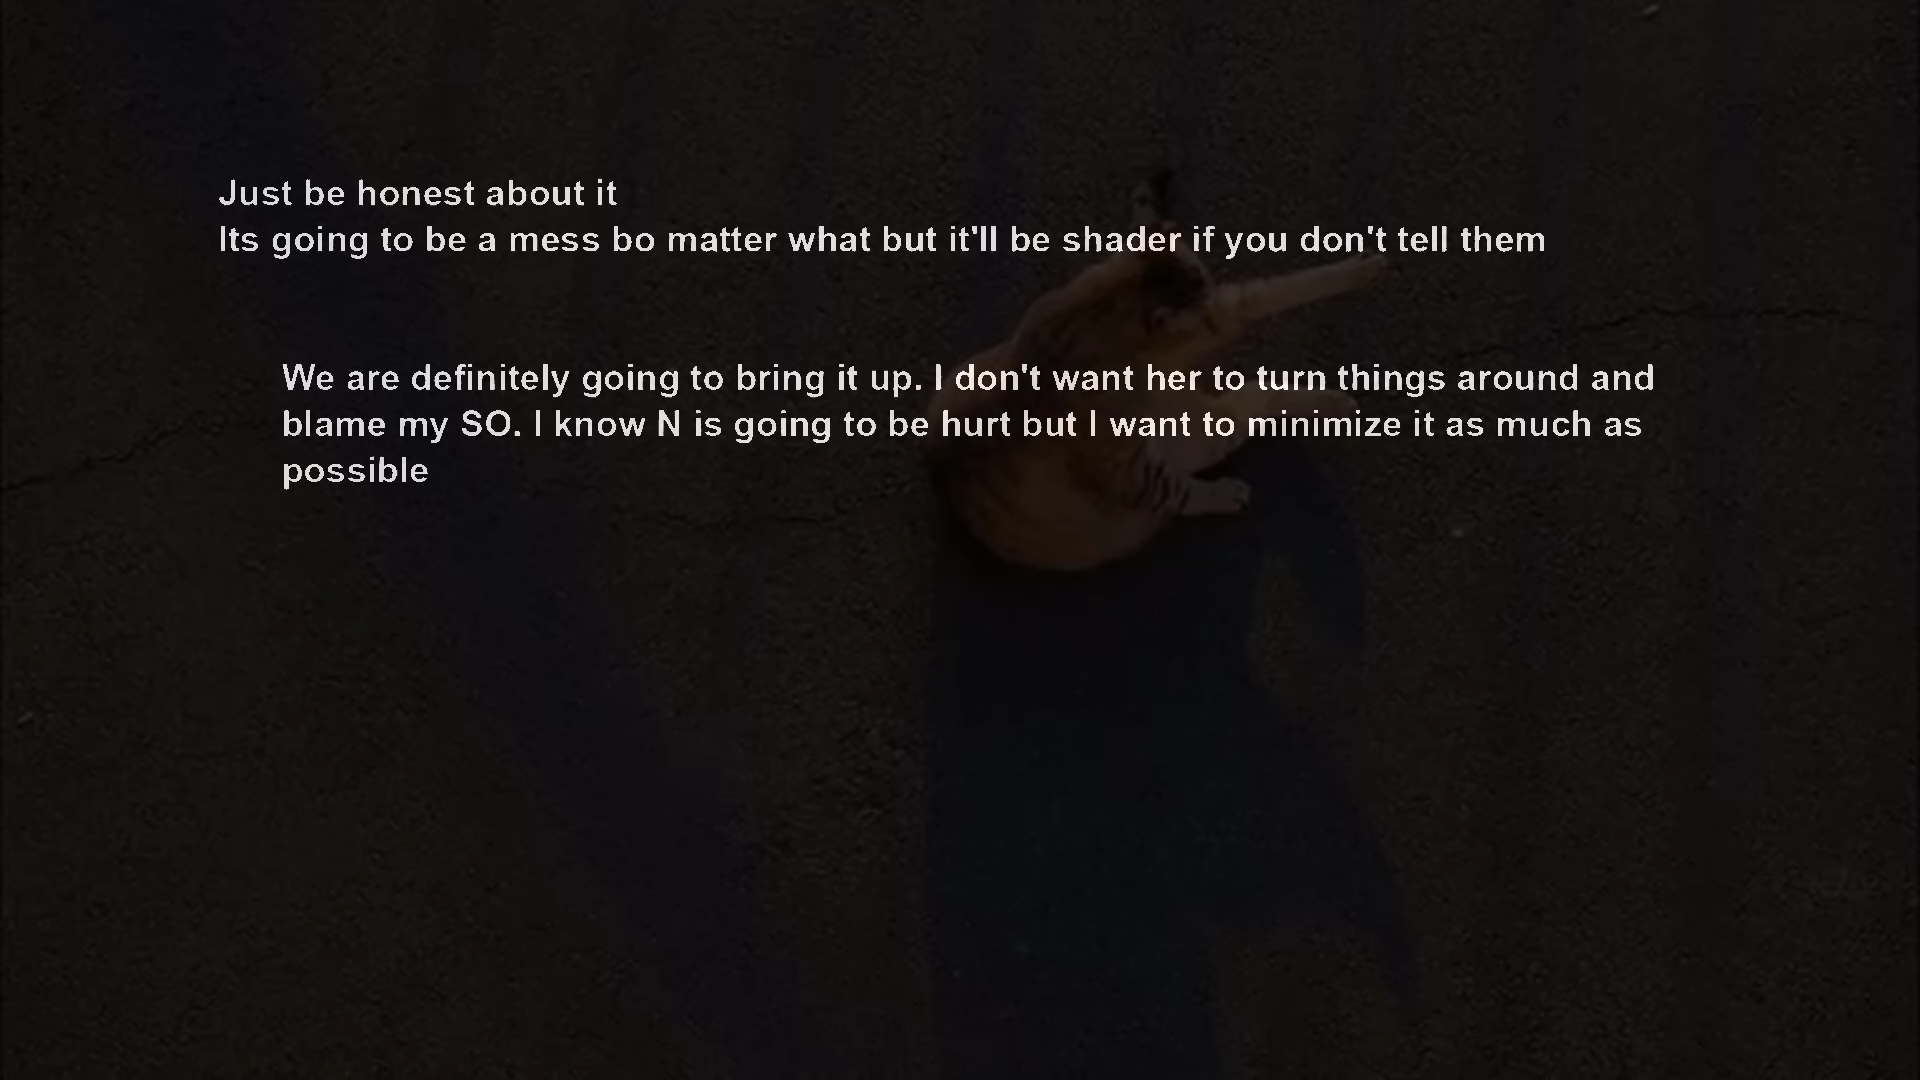 Just be honest about it
Its going to be a mess bo matter what but it'll be shader if you don't tell them
We are definitely going to bring it up. I don't want her to turn things around and
blame my SO. I know N is going to be hurt but I want to minimize it as much as
possible